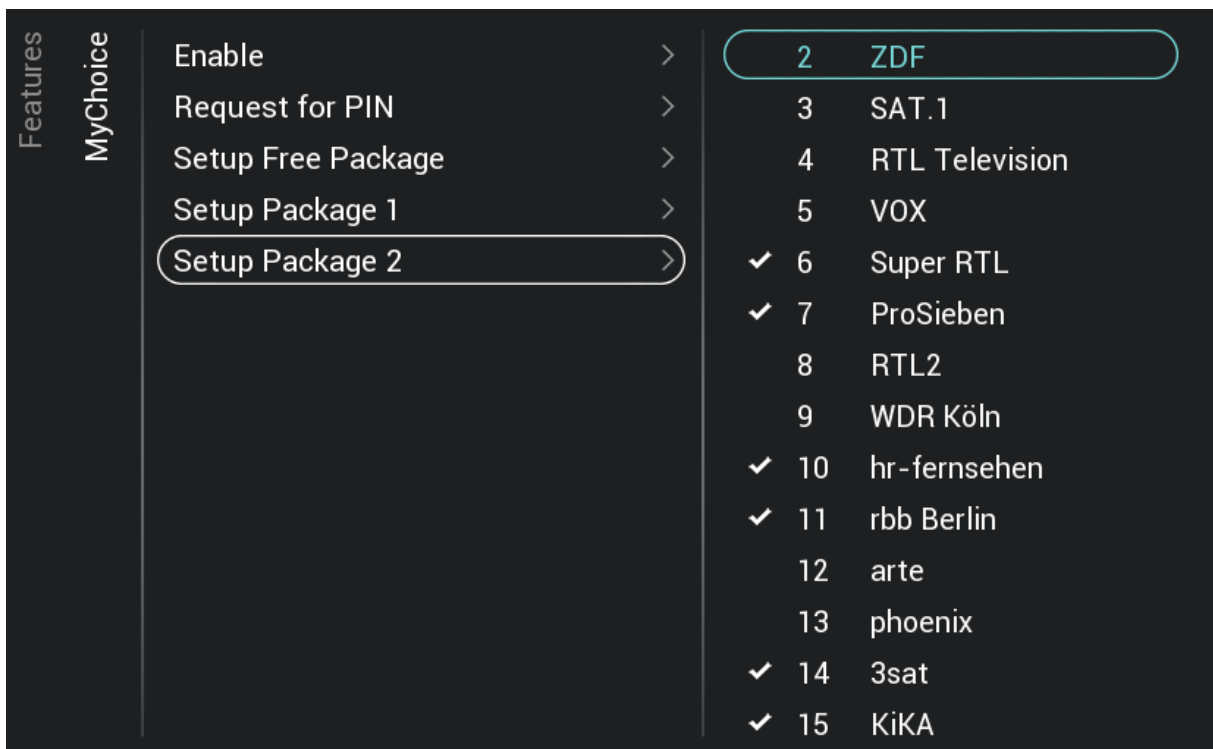 Features
MyChoice
Enable
Request for PIN
Setup Free Package
Setup Package 1
Setup Package 2
2 ZDF
3 SAT.1
4 RTL Television
5 VOX
6 Super RTL
7 ProSieben
8 RTL2
9 WDR Köln
10 hr-fernsehen
11 rbb Berlin
12 arte
13 phoenix
14 3sat
15 KiKA